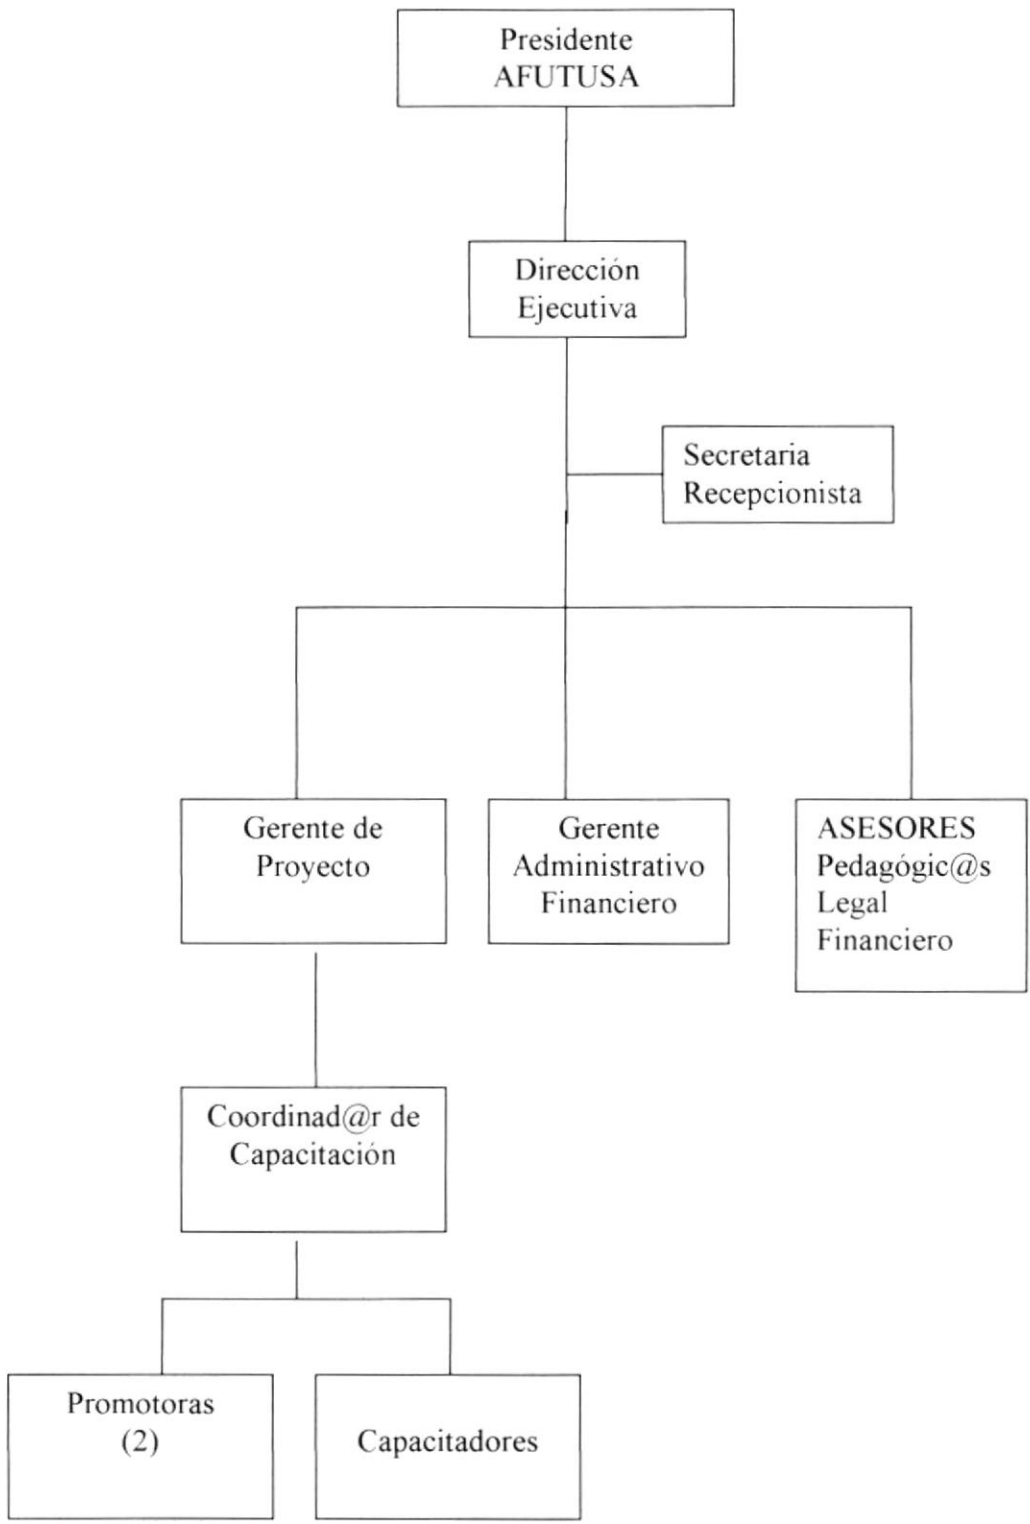 Presidente
AFUTUSA
Dirección
Ejecutiva
Secretaria
Recepcionista
Gerente de
Proyecto
Gerente
Administrativo
Financiero
ASESORES
Pedagógic@s
Legal
Financiero
Coordinad@r de
Capacitación
Promotoras
(2)
Capacitadores